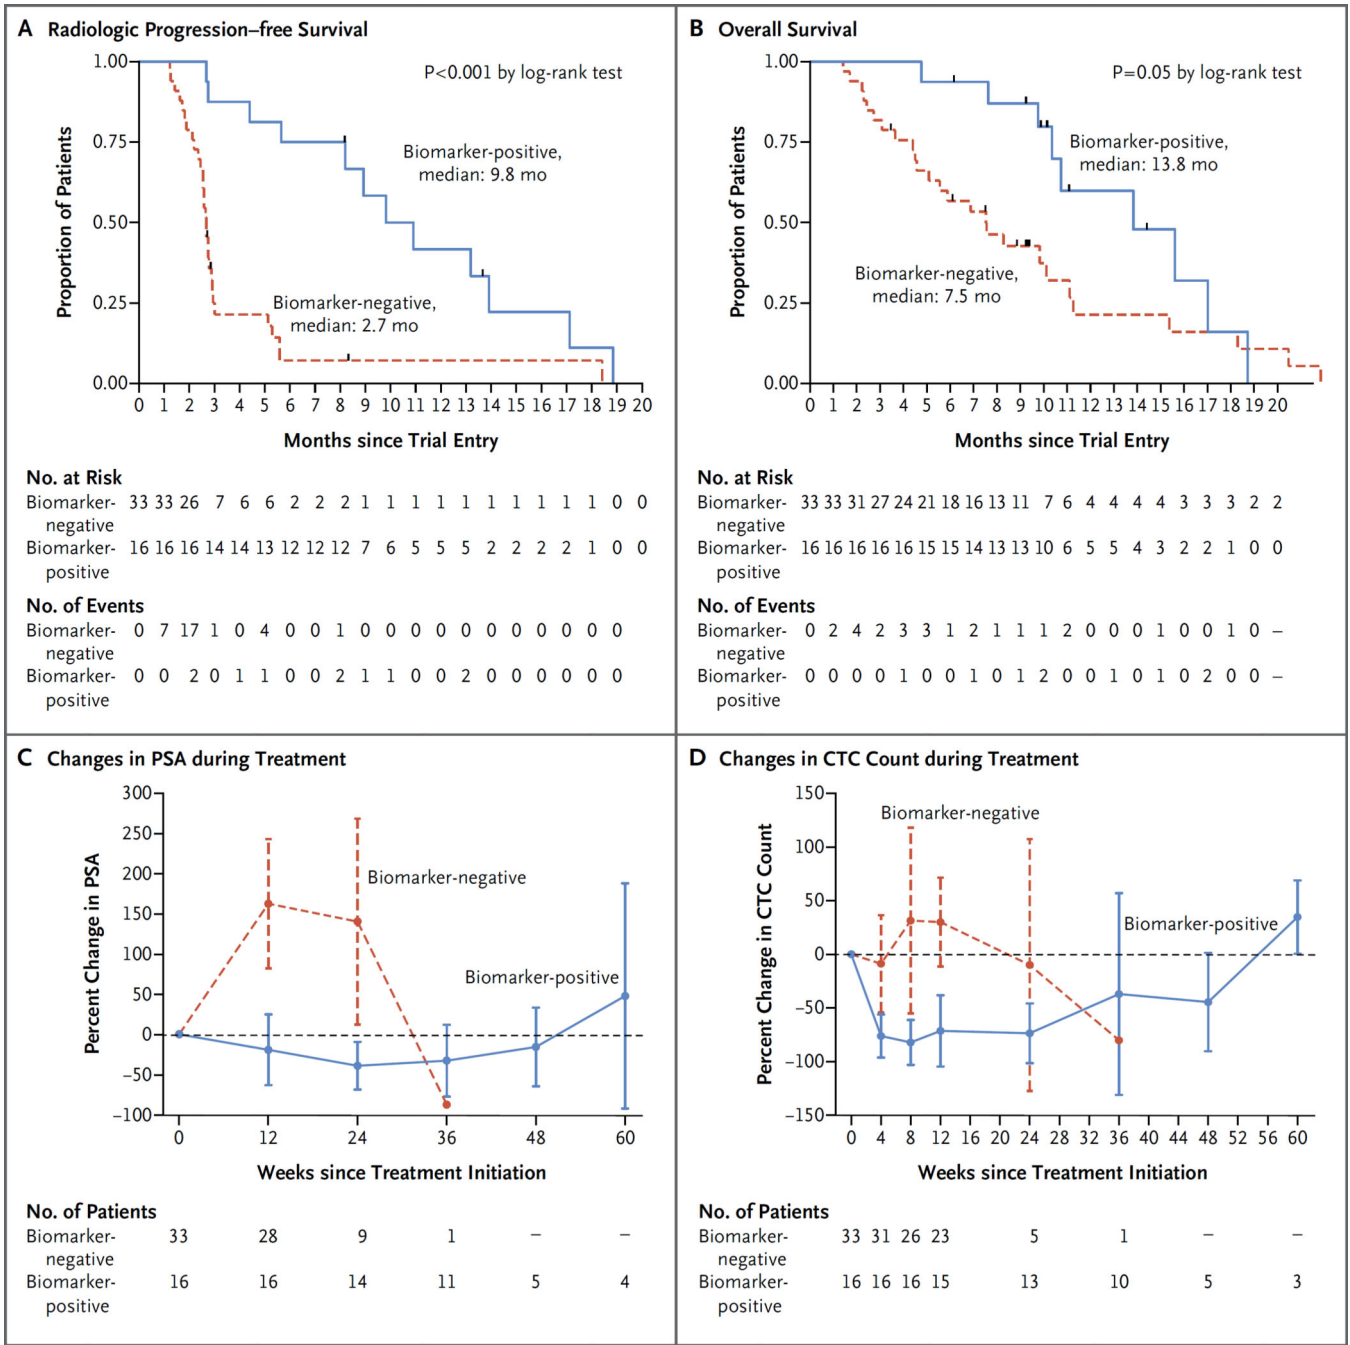 A Radiologic Progression–free Survival
1.00
0.75
0.50
0.25
0.00
Proportion of Patients
P<0.001 by log-rank test
Biomarker-positive,
median: 9.8 mo
Biomarker-negative,
median: 2.7 mo
0 1 2 3 4 5 6 7 8 9 10 11 12 13 14 15 16 17 18 19 20
Months since Trial Entry
No. at Risk
Biomarker- 33 33 26 7 6 6 2 2 2 1 1 1 1 1 1 1 1 1 1 0 0
negative
Biomarker- 16 16 16 14 14 13 12 12 12 7 6 5 5 5 2 2 2 2 1 0 0
positive
No. of Events
Biomarker- 0 7 17 1 0 4 0 0 1 0 0 0 0 0 0 0 0 0 0 0
negative
Biomarker- 0 0 2 0 1 1 0 0 2 1 1 0 0 2 0 0 0 0 0 0
positive
B Overall Survival
1.00
0.75
0.50
0.25
0.00
Proportion of Patients
P=0.05 by log-rank test
Biomarker-positive,
median: 13.8 mo
Biomarker-negative,
median: 7.5 mo
0 1 2 3 4 5 6 7 8 9 10 11 12 13 14 15 16 17 18 19 20
Months since Trial Entry
No. at Risk
Biomarker- 33 33 31 27 24 21 18 16 13 11 7 6 4 4 4 4 3 3 3 2 2
negative
Biomarker- 16 16 16 16 16 15 15 14 13 13 10 6 5 5 4 3 2 2 1 0 0
positive
No. of Events
Biomarker- 0 2 4 2 3 3 1 2 1 1 1 2 0 0 0 1 0 0 1 0 –
negative
Biomarker- 0 0 0 0 1 0 0 1 0 1 2 0 0 1 0 1 0 2 0 0 –
positive
C Changes in PSA during Treatment
300
250
200
150
100
50
0
−50
−100
Percent Change in PSA
Biomarker-negative
Biomarker-positive
0 12 24 36 48 60
Weeks since Treatment Initiation
No. of Patients
Biomarker- 33 28 9 1 – –
negative
Biomarker- 16 16 14 11 5 4
positive
D Changes in CTC Count during Treatment
150
100
50
0
−50
−100
−150
Percent Change in CTC Count
Biomarker-negative
Biomarker-positive
0 4 8 12 16 20 24 28 32 36 40 44 48 52 56 60
Weeks since Treatment Initiation
No. of Patients
Biomarker- 33 31 26 23 5 1 – –
negative
Biomarker- 16 16 16 15 13 10 5 3
positive